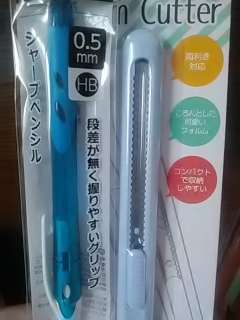 Cutter
0.5
mm
HB
シャープペンシル
段差が無く握りやすいグリップ
両利き
対応
ころんとした
可愛い
フォルム
コンパクト
で収納
しやすい